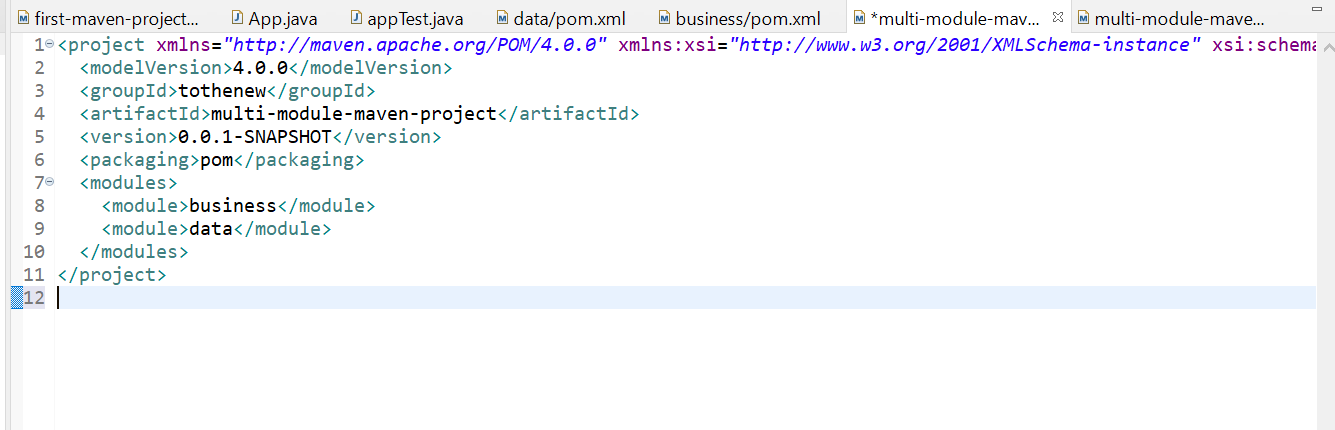 first-maven-project... App.java appTest.java data/pom.xml business/pom.xml *multi-module-mav... multi-module-mave...
1 <project xmlns="http://maven.apache.org/POM/4.0.0" xmlns:xsi="http://www.w3.org/2001/XMLSchema-instance" xsi:schema
2 <modelVersion>4.0.0</modelVersion>
3 <groupId>tothenew</groupId>
4 <artifactId>multi-module-maven-project</artifactId>
5 <version>0.0.1-SNAPSHOT</version>
6 <packaging>pom</packaging>
7 <modules>
8 <module>business</module>
9 <module>data</module>
10 </modules>
11 </project>
12